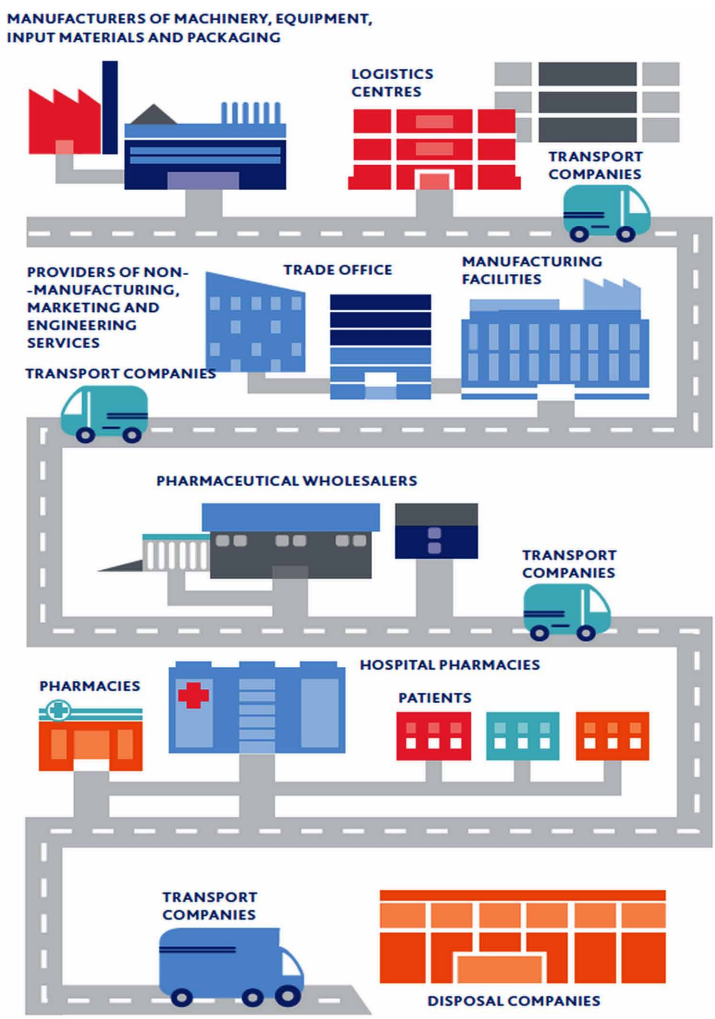 MANUFACTURERS OF MACHINERY, EQUIPMENT,
INPUT MATERIALS AND PACKAGING
LOGISTICS
CENTRES
TRANSPORT
COMPANIES
PROVIDERS OF NON-
-MANUFACTURING,
MARKETING AND
ENGINEERING
SERVICES
TRADE OFFICE
MANUFACTURING
FACILITIES
TRANSPORT COMPANIES
PHARMACEUTICAL WHOLESALERS
TRANSPORT
COMPANIES
HOSPITAL PHARMACIES
PHARMACIES
PATIENTS
TRANSPORT
COMPANIES
DISPOSAL COMPANIES